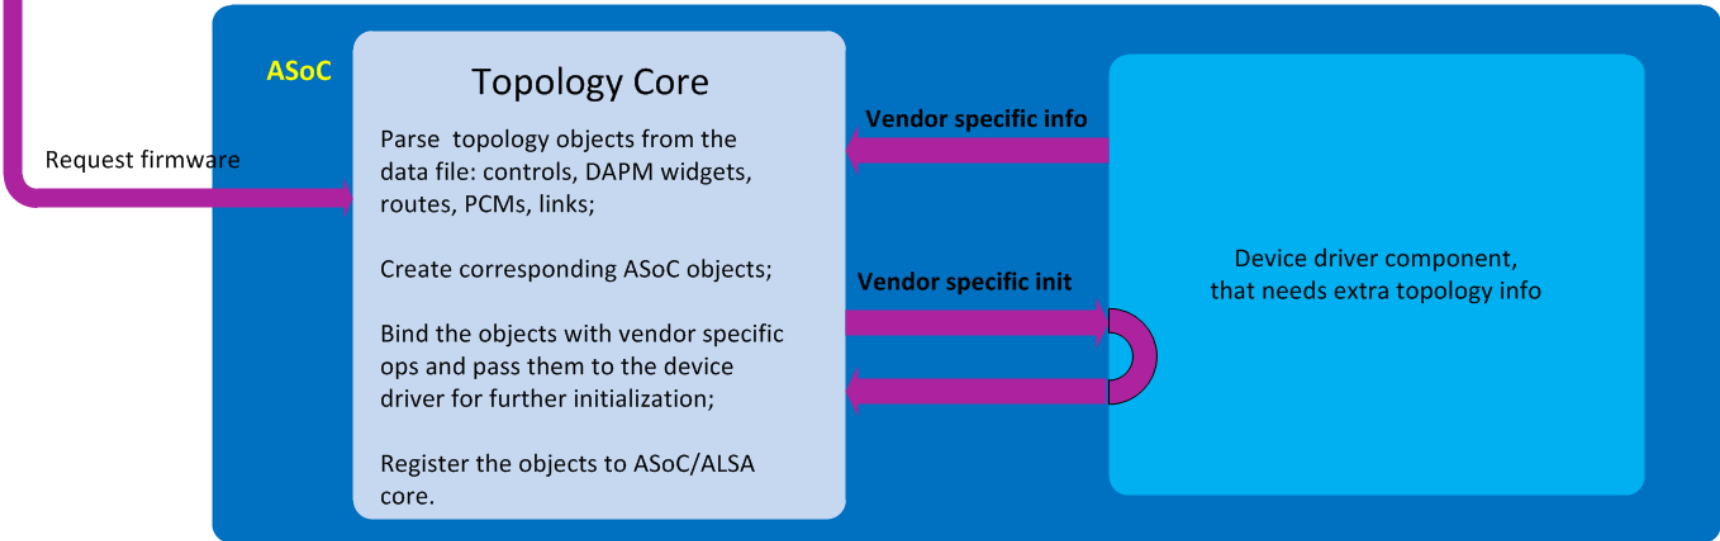 ASoC
Topology Core
Parse  topology objects from the
data file: controls, DAPM widgets,
routes, PCMs, links;
Create corresponding ASoC objects;
Bind the objects with vendor specific
ops and pass them to the device
driver for further initialization;
Register the objects to ASoC/ALSA
core.
Request firmware
Vendor specific info
Vendor specific init
Device driver component,
that needs extra topology info